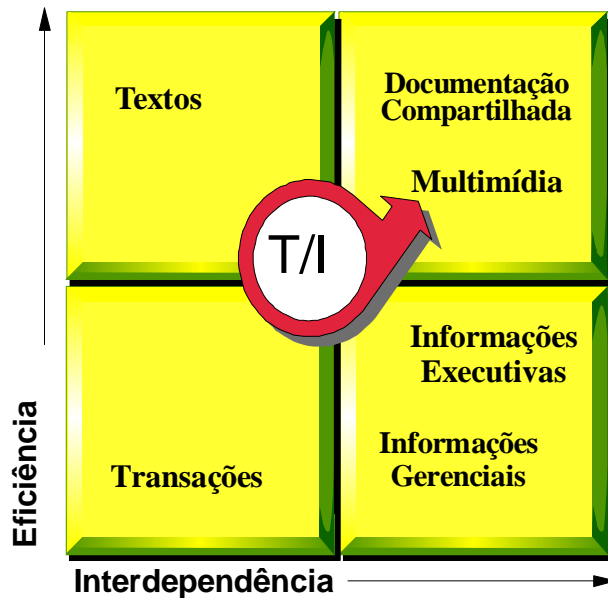 Textos
Documentação
Compartilhada
Multimídia
T/I
Informações
Executivas
Transações
Informações
Gerenciais
Eficiência
Interdependência